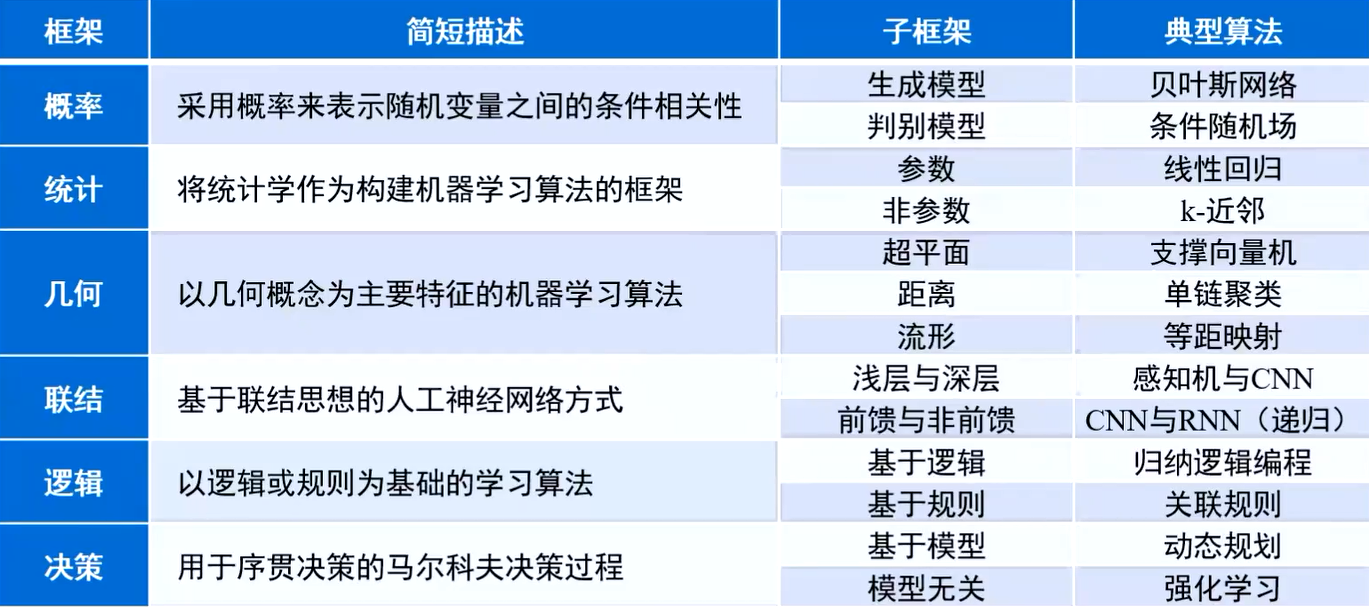 框架 简短描述 子框架 典型算法
概率 采用概率来表示随机变量之间的条件相关性 生成模型 贝叶斯网络
判别模型 条件随机场
统计 将统计学作为构建机器学习算法的框架 参数 线性回归
非参数 k-近邻
几何 以几何概念为主要特征的机器学习算法 超平面 支撑向量机
距离 单链聚类
流形 等距映射
联结 基于联结思想的人工神经网络方式 浅层与深层 感知机与CNN
前馈与非前馈 CNN与RNN（递归）
逻辑 以逻辑或规则为基础的学习算法 基于逻辑 归纳逻辑编程
基于规则 关联规则
决策 用于序贯决策的马尔科夫决策过程 基于模型 动态规划
模型无关 强化学习